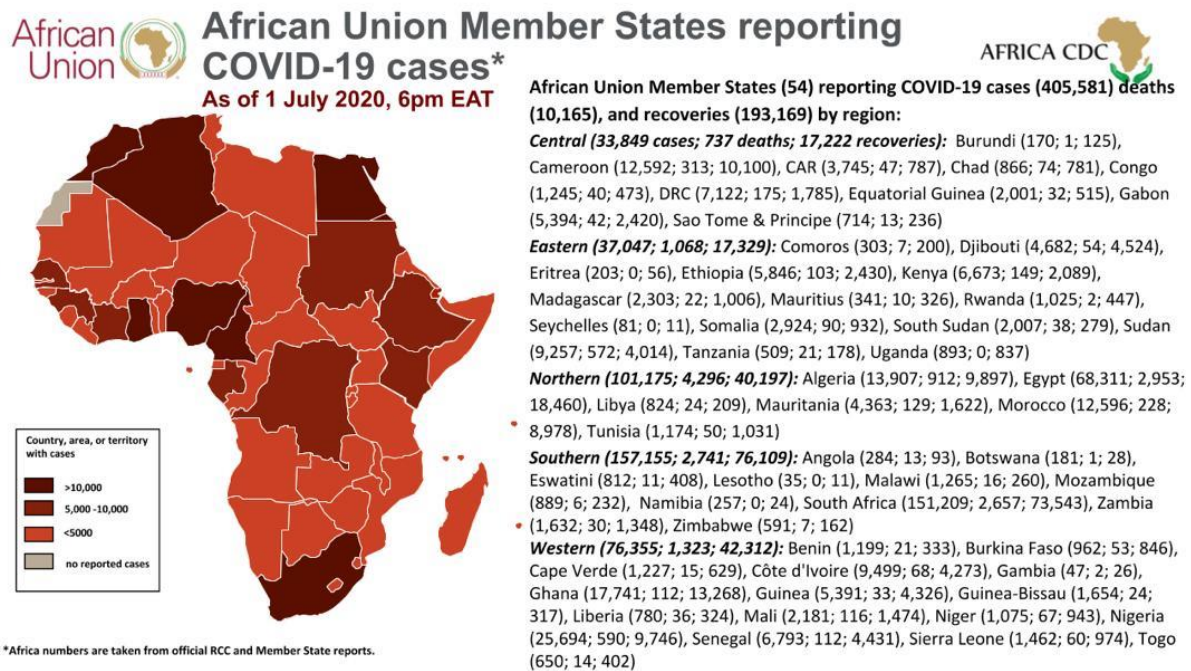 African
Union
African Union Member States reporting
COVID-19 cases*
As of 1 July 2020, 6pm EAT
AFRICA CDC
African Union Member States (54) reporting COVID-19 cases (405,581) deaths
(10,165), and recoveries (193,169) by region:
Central (33,849 cases; 737 deaths; 17,222 recoveries): Burundi (170; 1; 125),
Cameroon (12,592; 313; 10,100), CAR (3,745; 47; 787), Chad (866; 74; 781), Congo
(1,245; 40; 473), DRC (7,122; 175; 1,785), Equatorial Guinea (2,001; 32; 515), Gabon
(5,394; 42; 2,420), Sao Tome & Principe (714; 13; 236)
Eastern (37,047; 1,068; 17,329): Comoros (303; 7; 200), Djibouti (4,682; 54; 4,524),
Eritrea (203; 0; 56), Ethiopia (5,846; 103; 2,430), Kenya (6,673; 149; 2,089),
Madagascar (2,303; 22; 1,006), Mauritius (341; 10; 326), Rwanda (1,025; 2; 447),
Seychelles (81; 0; 11), Somalia (2,924; 90; 932), South Sudan (2,007; 38; 279), Sudan
(9,257; 572; 4,014), Tanzania (509; 21; 178), Uganda (893; 0; 837)
Northern (101,175; 4,296; 40,197): Algeria (13,907; 912; 9,897), Egypt (68,311; 2,953;
18,460), Libya (824; 24; 209), Mauritania (4,363; 129; 1,622), Morocco (12,596; 228;
8,978), Tunisia (1,174; 50; 1,031)
Southern (157,155; 2,741; 76,109): Angola (284; 13; 93), Botswana (181; 1; 28),
Eswatini (812; 11; 408), Lesotho (35; 0; 11), Malawi (1,265; 16; 260), Mozambique
(889; 6; 232), Namibia (257; 0; 24), South Africa (151,209; 2,657; 73,543), Zambia
(1,632; 30; 1,348), Zimbabwe (591; 7; 162)
Western (76,355; 1,323; 42,312): Benin (1,199; 21; 333), Burkina Faso (962; 53; 846),
Cape Verde (1,227; 15; 629), Côte d'Ivoire (9,499; 68; 4,273), Gambia (47; 2; 26),
Ghana (17,741; 112; 13,268), Guinea (5,391; 33; 4,326), Guinea-Bissau (1,654; 24;
317), Liberia (780; 36; 324), Mali (2,181; 116; 1,474), Niger (1,075; 67; 943), Nigeria
(25,694; 590; 9,746), Senegal (6,793; 112; 4,431), Sierra Leone (1,462; 60; 974), Togo
(650; 14; 402)
Country, area, or territory
with cases
>10,000
5,000 -10,000
<5000
no reported cases
*Africa numbers are taken from official RCC and Member State reports.